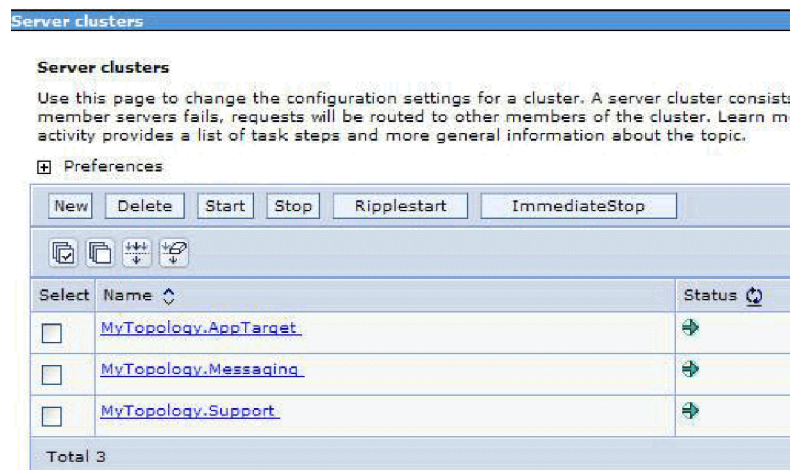 Server clusters
Server clusters
Use this page to change the configuration settings for a cluster. A server cluster consists
member servers fails, requests will be routed to other members of the cluster. Learn m
activity provides a list of task steps and more general information about the topic.
Preferences
New Delete Start Stop Ripplestart ImmediateStop
Select Name Status
MyTopology.AppTarget
MyTopology.Messaging
MyTopology.Support
Total 3